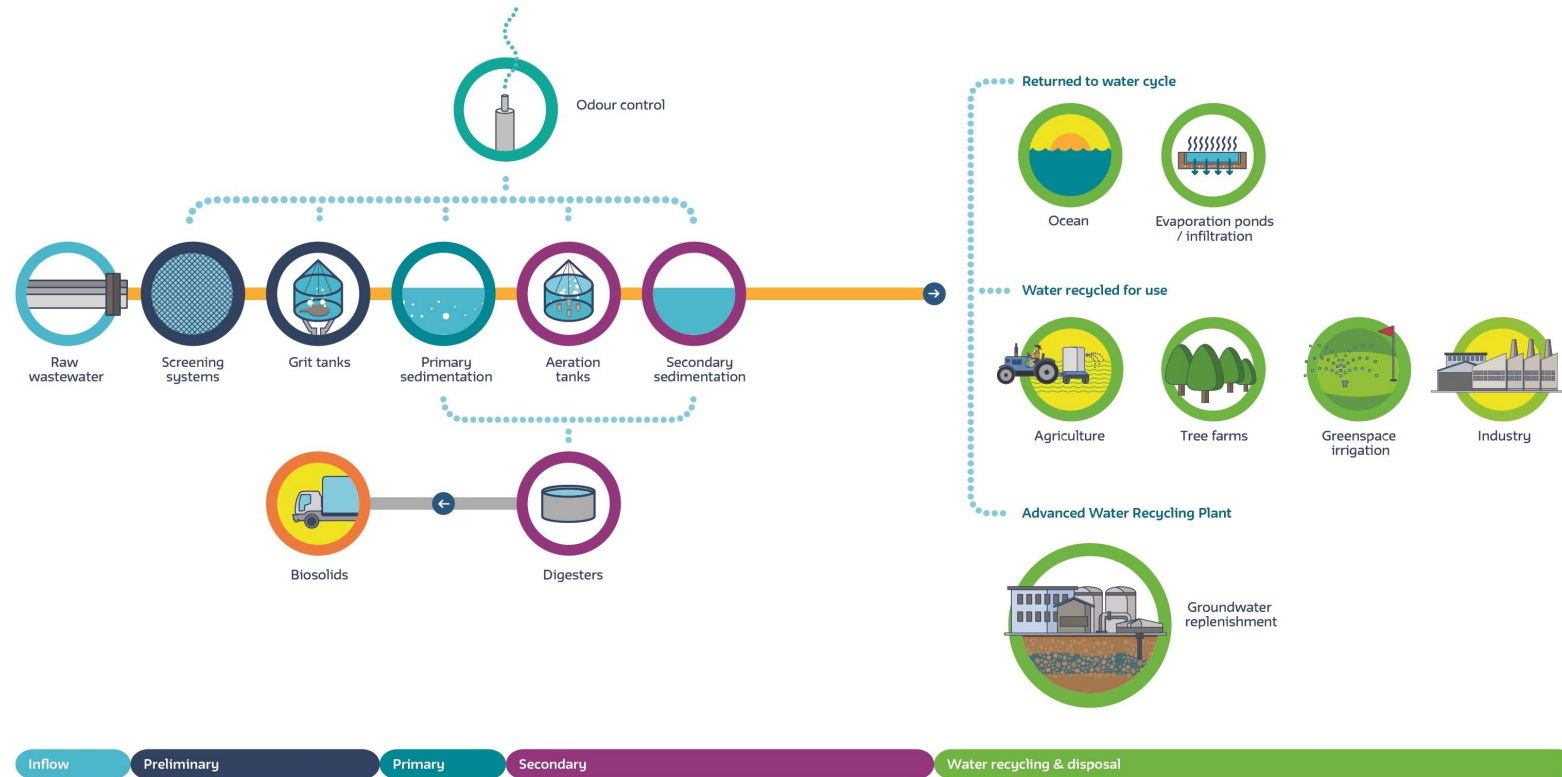 Odour control
Raw
wastewater
Screening
systems
Grit tanks
Primary
sedimentation
Aeration
tanks
Secondary
sedimentation
Biosolids
Digesters
Returned to water cycle
Ocean
Evaporation ponds
/ infiltration
Water recycled for use
Agriculture
Tree farms
Greenspace
irrigation
Industry
Advanced Water Recycling Plant
Groundwater
replenishment
Inflow
Preliminary
Primary
Secondary
Water recycling & disposal